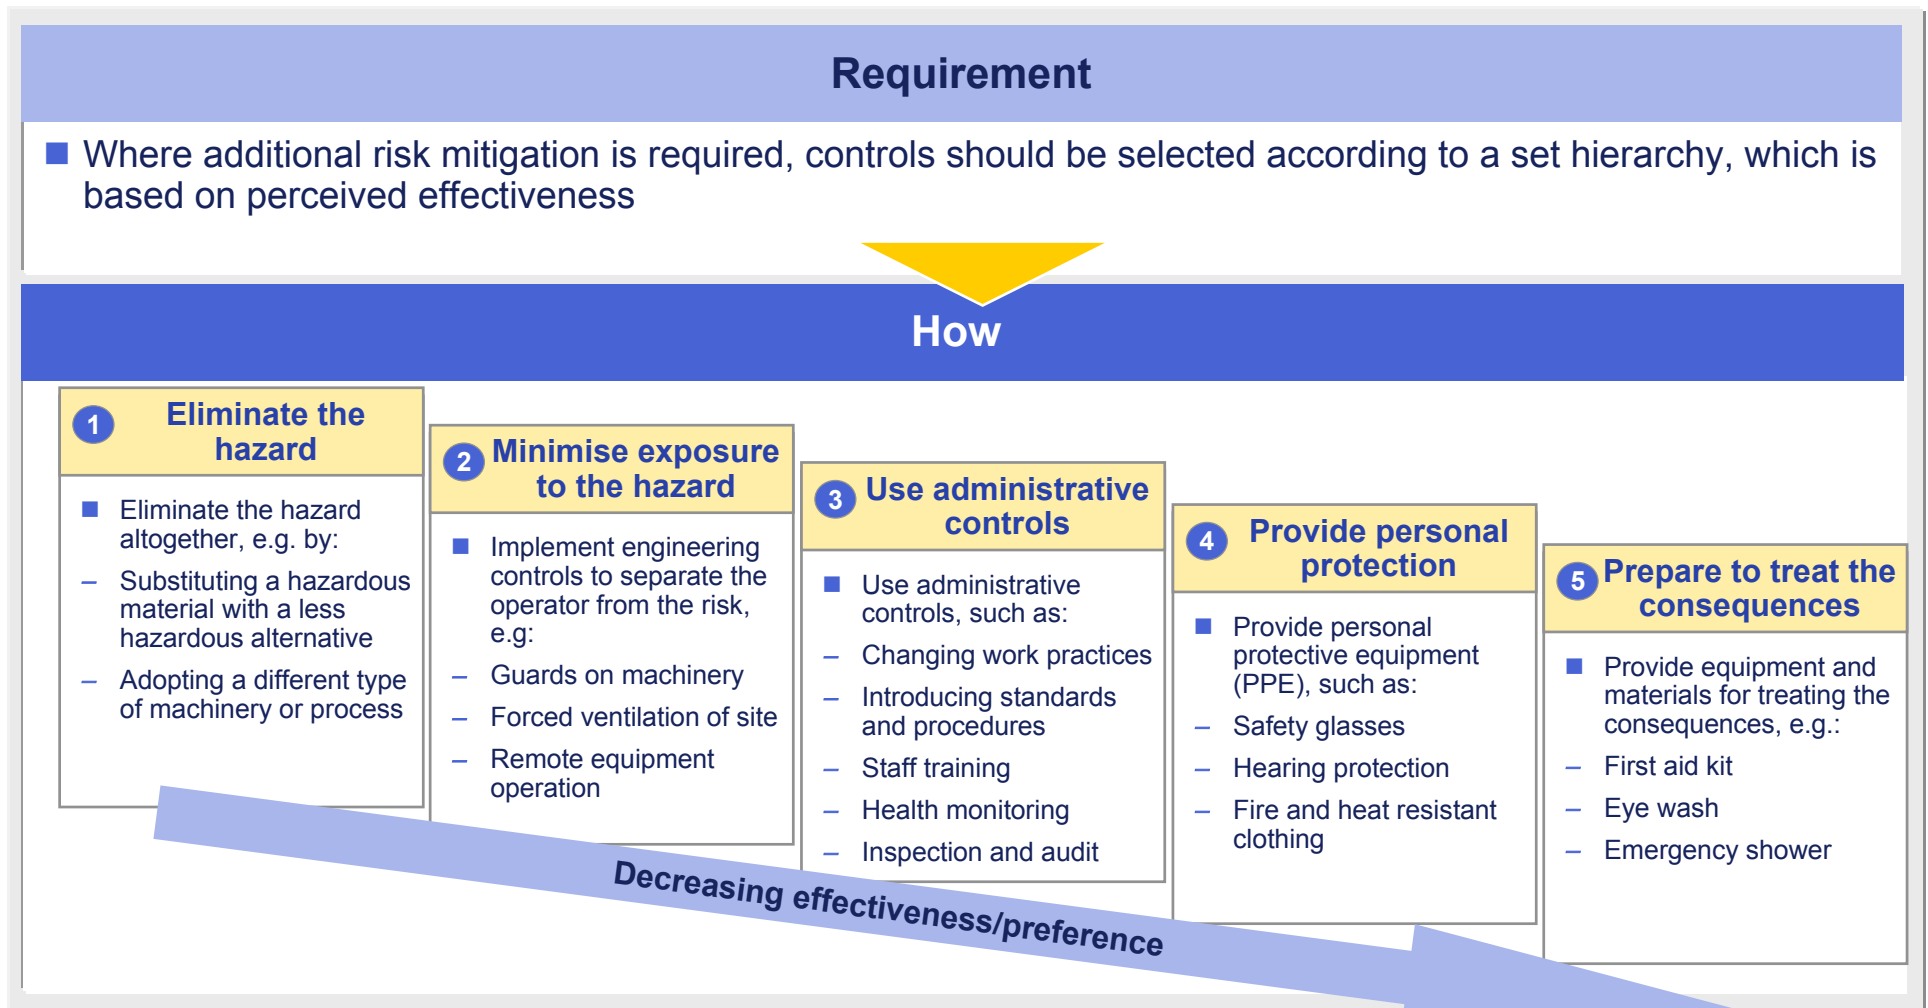 Requirement
■ Where additional risk mitigation is required, controls should be selected according to a set hierarchy, which is
based on perceived effectiveness
How
1 Eliminate the
hazard
■ Eliminate the hazard
altogether, e.g. by:
– Substituting a hazardous
material with a less
hazardous alternative
– Adopting a different type
of machinery or process
2 Minimise exposure
to the hazard
■ Implement engineering
controls to separate the
operator from the risk,
e.g:
– Guards on machinery
– Forced ventilation of site
– Remote equipment
operation
3 Use administrative
controls
■ Use administrative
controls, such as:
– Changing work practices
– Introducing standards
and procedures
– Staff training
– Health monitoring
– Inspection and audit
4 Provide personal
protection
■ Provide personal
protective equipment
(PPE), such as:
– Safety glasses
– Hearing protection
– Fire and heat resistant
clothing
5 Prepare to treat the
consequences
■ Provide equipment and
materials for treating the
consequences, e.g.:
– First aid kit
– Eye wash
– Emergency shower
Decreasing effectiveness/preference